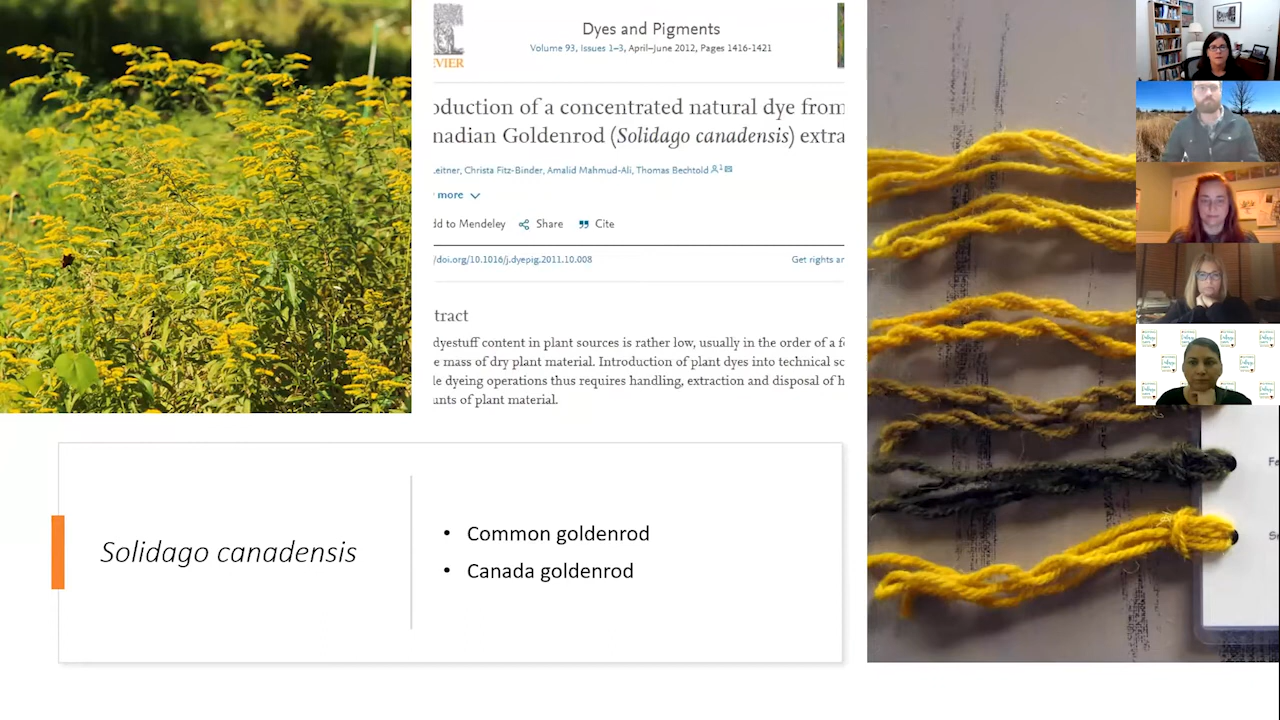 VIER
Dyes and Pigments
Volume 93, Issues 1–3, April–June 2012, Pages 1416-1421
oduction of a concentrated natural dye from
nadian Goldenrod (Solidago canadensis) extra
eitner, Christa Fitz-Binder, Amalid Mahmud-Ali, Thomas Bechtold
more
dd to Mendeley Share Cite
/doi.org/10.1016/j.dyepig.2011.10.008
Get rights ar
tract
dyestuff content in plant sources is rather low, usually in the order of a f
e mass of dry plant material. Introduction of plant dyes into technical sc
le dyeing operations thus requires handling, extraction and disposal of h
unts of plant material.
Solidago canadensis
• Common goldenrod
• Canada goldenrod